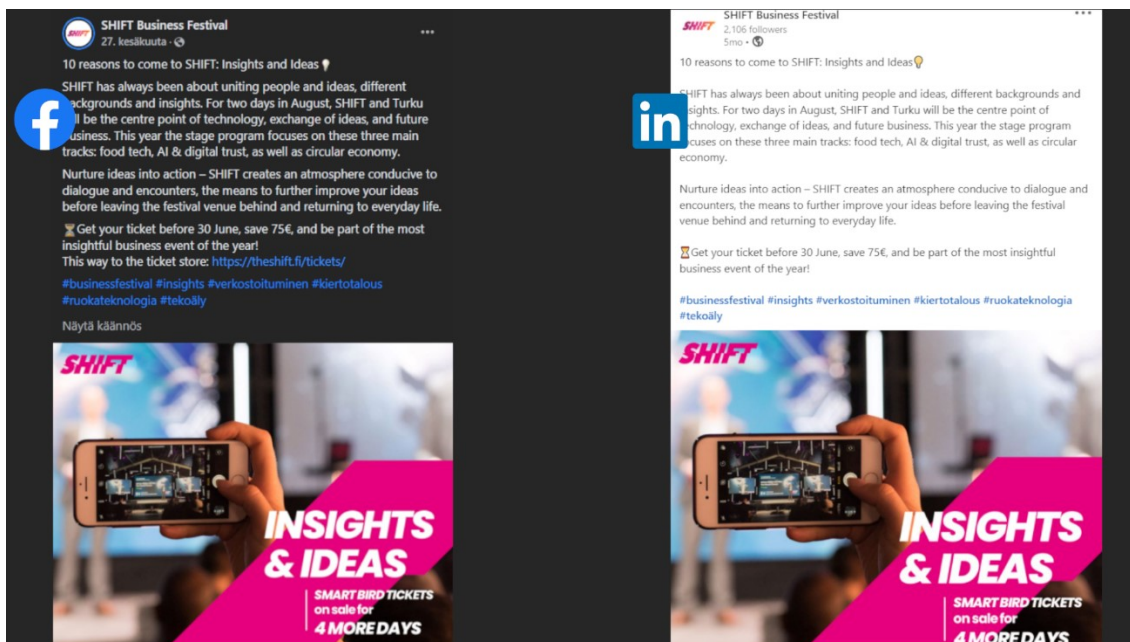 SHIFT Business Festival
27. kesäkuuta
10 reasons to come to SHIFT: Insights and Ideas💡
SHIFT has always been about uniting people and ideas, different
backgrounds and insights. For two days in August, SHIFT and Turku
will be the centre point of technology, exchange of ideas, and future
business. This year the stage program focuses on these three main
tracks: food tech, AI & digital trust, as well as circular economy.
Nurture ideas into action – SHIFT creates an atmosphere conducive to
dialogue and encounters, the means to further improve your ideas
before leaving the festival venue behind and returning to everyday life.
⏳Get your ticket before 30 June, save 75€, and be part of the most
insightful business event of the year!
This way to the ticket store: https://theshift.fi/tickets/
#businessfestival #insights #verkostoituminen #kiertotalous
#ruokateknologia #tekoäly
Näytä käännös
SHIFT
INSIGHTS
& IDEAS
SMART BIRD TICKETS
on sale for
4 MORE DAYS
SHIFT
SHIFT Business Festival
2,106 followers
5mo •
10 reasons to come to SHIFT: Insights and Ideas💡
SHIFT has always been about uniting people and ideas, different backgrounds and
insights. For two days in August, SHIFT and Turku will be the centre point of
technology, exchange of ideas, and future business. This year the stage program
focuses on these three main tracks: food tech, AI & digital trust, as well as circular
economy.
Nurture ideas into action – SHIFT creates an atmosphere conducive to dialogue and
encounters, the means to further improve your ideas before leaving the festival
venue behind and returning to everyday life.
⏳Get your ticket before 30 June, save 75€, and be part of the most insightful
business event of the year!
#businessfestival #insights #verkostoituminen #kiertotalous #ruokateknologia
#tekoäly
in
SHIFT
INSIGHTS
& IDEAS
SMART BIRD TICKETS
on sale for
4 MORE DAYS